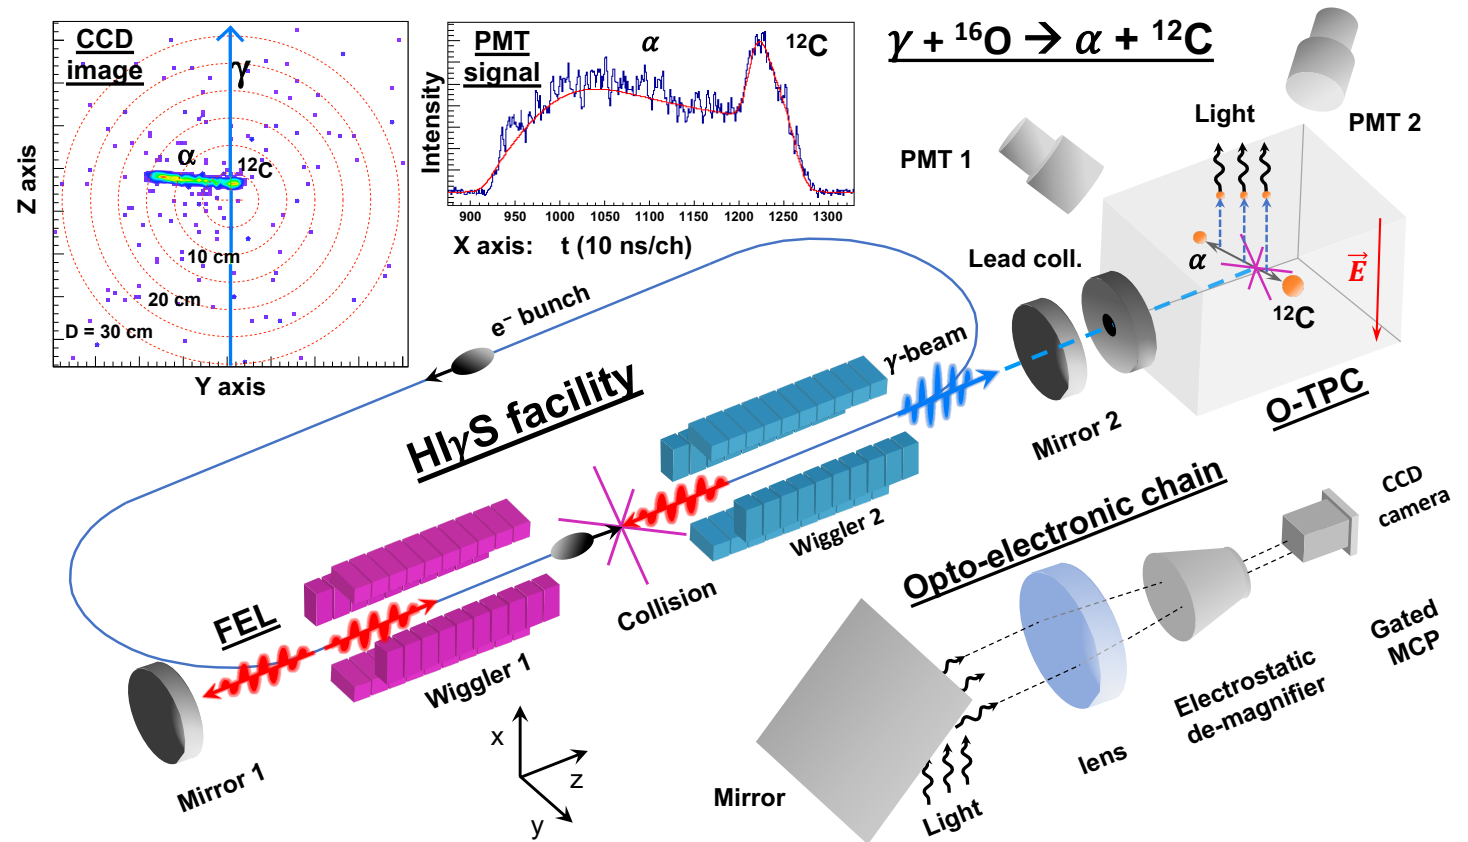 CCD
image
γ
α
¹²C
10 cm
20 cm
D = 30 cm
Z axis
Y axis
PMT
signal
α
¹²C
Intensity
900 950 1000 1050 1100 1150 1200 1250 1300
X axis: t (10 ns/ch)
γ + ¹⁶O → α + ¹²C
Light
PMT 2
PMT 1
Lead coll.
α
¹²C
E
O-TPC
Mirror 2
γ-beam
e⁻ bunch
HIγS facility
Wiggler 2
Collision
FEL
Wiggler 1
Mirror 1
x
z
y
Opto-electronic chain
CCD
camera
Gated
MCP
Electrostatic
de-magnifier
lens
Mirror
Light